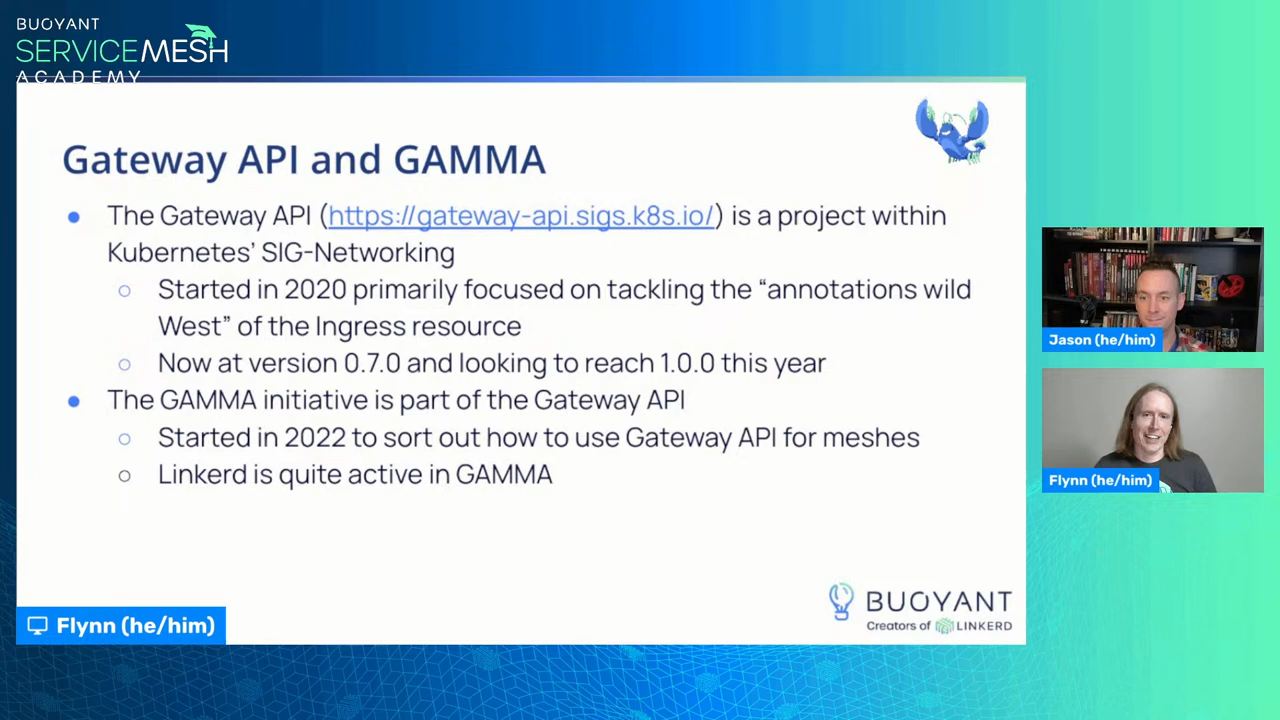 BUOYANT
SERVICEMESH
ACADEMY
Gateway API and GAMMA
The Gateway API (https://gateway-api.sigs.k8s.io/) is a project within
Kubernetes’ SIG-Networking
Started in 2020 primarily focused on tackling the “annotations wild
West” of the Ingress resource
Now at version 0.7.0 and looking to reach 1.0.0 this year
The GAMMA initiative is part of the Gateway API
Started in 2022 to sort out how to use Gateway API for meshes
Linkerd is quite active in GAMMA
BUOYANT
Creators of LINKERD
Flynn (he/him)
Jason (he/him)
Flynn (he/him)